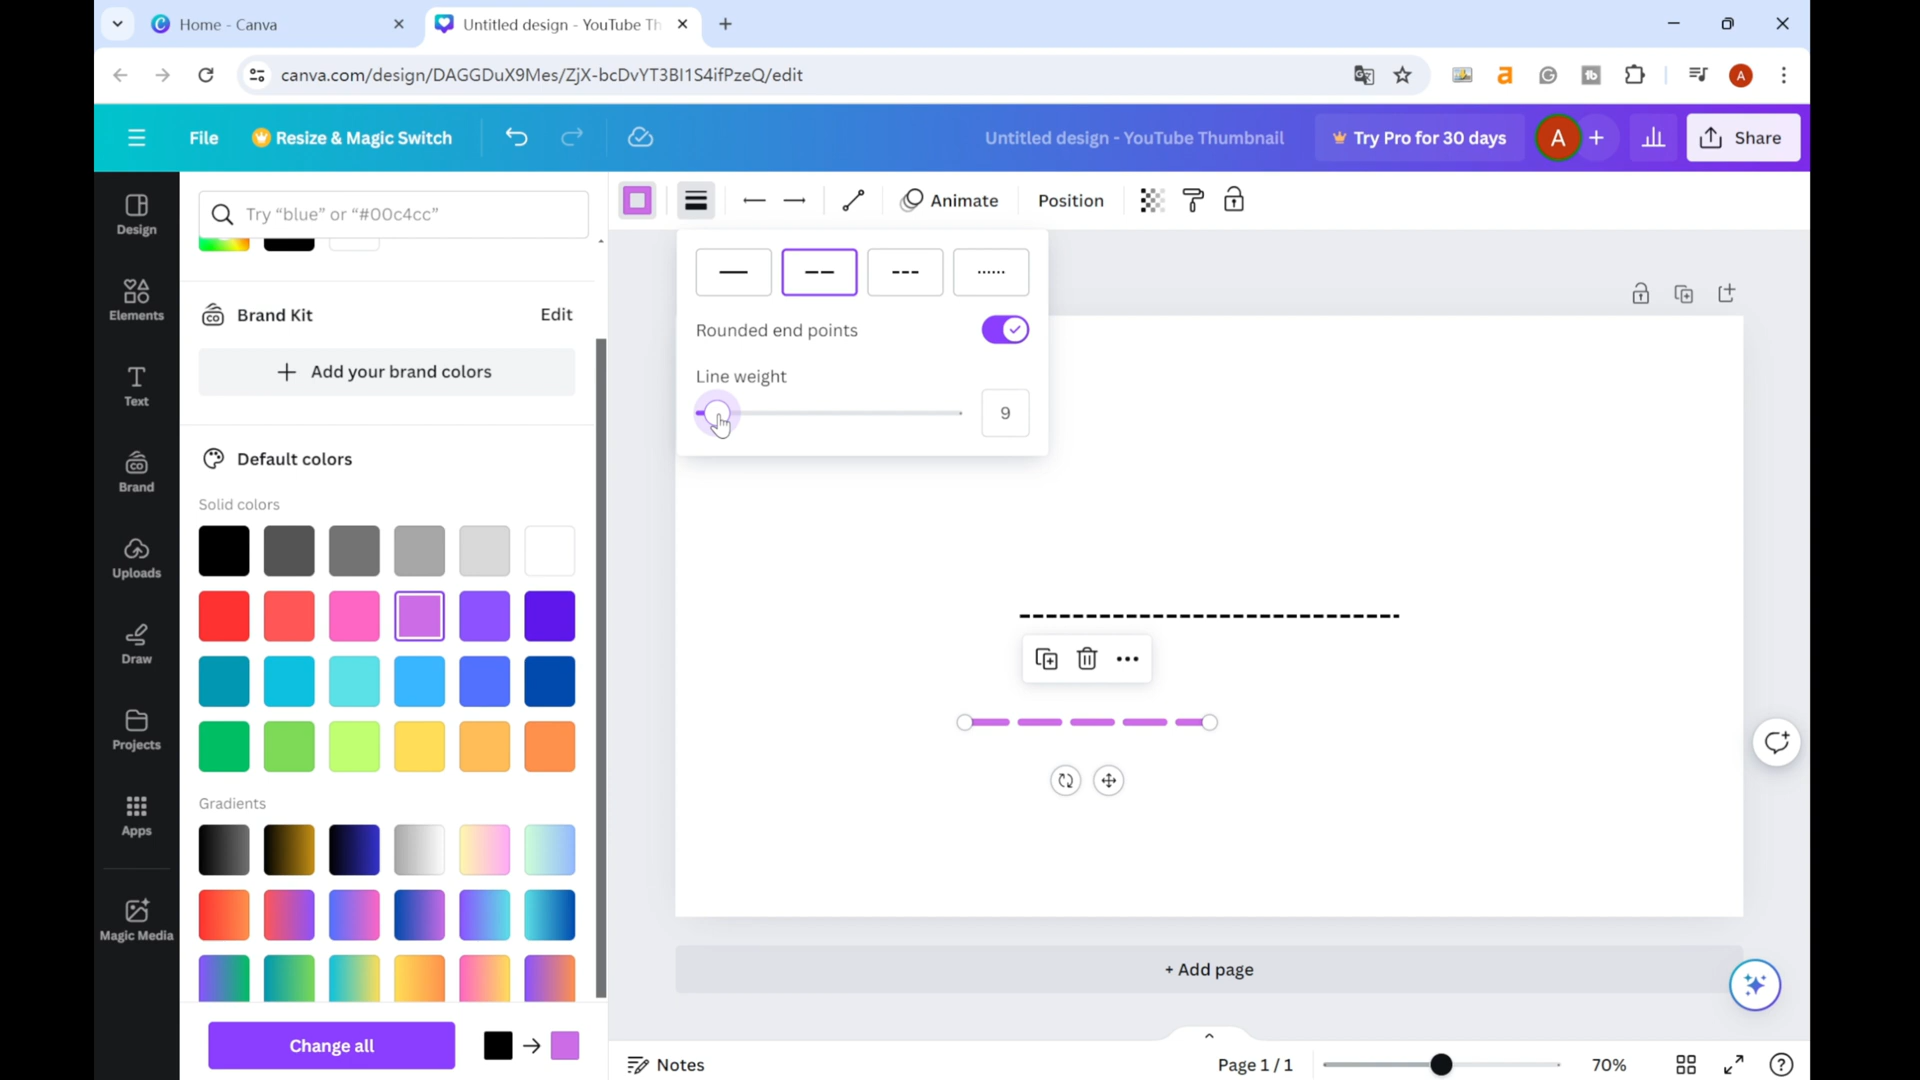 Home - Canva
Untitled design - YouTube Th
canva.com/design/DAGGDuX9Mes/ZjX-bcDvYT3BI1S4ifPzeQ/edit
a
tb
A
File
Resize & Magic Switch
Untitled design - YouTube Thumbnail
Try Pro for 30 days
A
Share
Design
Elements
Text
Brand
Uploads
Draw
Projects
Apps
Magic Media
Try “blue” or “#00c4cc”
Brand Kit
Edit
Add your brand colors
Default colors
Solid colors
Gradients
Change all
Animate
Position
Rounded end points
Line weight
9
+ Add page
Notes
Page 1 / 1
70%